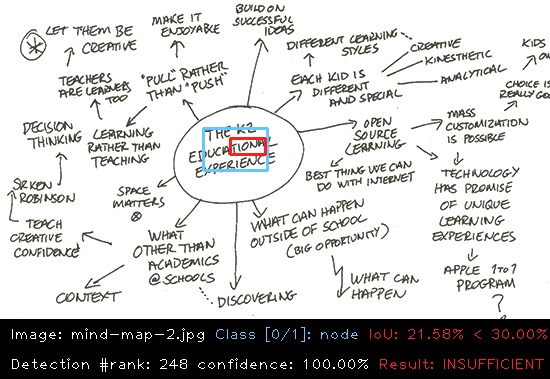 LET THEM BE
CREATIVE
MAKE IT
ENJOYABLE
BUILD ON
SUCCESSFUL
IDEAS
DIFFERENT LEARNING
STYLES
CREATIVE
KINESTHETIC
ANALYTICAL
KIDS
CHOICE IS
REALLY
TEACHERS
ARE LEARNERS
TOO
"PULL" RATHER
THAN "PUSH"
EACH KID IS
DIFFERENT
AND SPECIAL
DECISION
THINKING
LEARNING
RATHER THAN
TEACHING
THE K2
EDUCATIONAL
EXPERIENCE
OPEN
SOURCE
LEARNING
MASS
CUSTOMIZATION
IS POSSIBLE
SIR KEN
ROBINSON
SPACE
MATTERS
BEST THING WE CAN
DO WITH INTERNET
TECHNOLOGY
HAS PROMISE
OF UNIQUE
LEARNING
EXPERIENCES
TEACH
CREATIVE
CONFIDENCE
WHAT
OTHER THAN
ACADEMICS
@ SCHOOLS
WHAT CAN HAPPEN
OUTSIDE OF SCHOOL
(BIG OPPORTUNITY)
CONTEXT
DISCOVERING
WHAT CAN
HAPPEN
APPLE 1 TO 1
PROGRAM
?
Image: mind-map-2.jpg Class [0/1]: node IoU: 21.58% < 30.00%
Detection #rank: 248 confidence: 100.00% Result: INSUFFICIENT